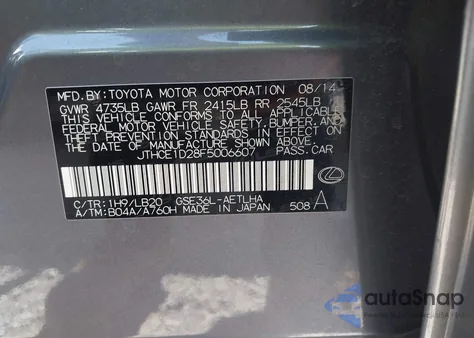 MFD.BY: TOYOTA MOTOR CORPORATION 08/14
GVWR 4735LB GAWR FR 2415LB RR 2545LB
THIS VEHICLE CONFORMS TO ALL APPLICABLE
FEDERAL MOTOR VEHICLE SAFETY, BUMPER, AND
THEFT PREVENTION STANDARDS IN EFFECT ON
THE DATE OF MANUFACTURE SHOWN ABOVE.
JTHCE1D28F5006607 PASS.CAR
C/TR: 1H9/LB20 GSE36L-AETLHA
A/TM: B04A/A760H MADE IN JAPAN 508 A
autoSnap